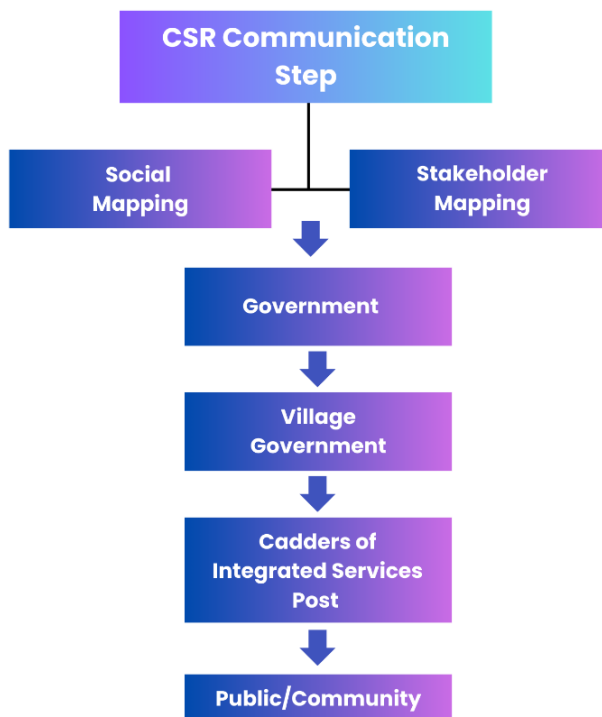 CSR Communication
Step
Social
Mapping
Stakeholder
Mapping
Government
Village
Government
Cadders of
Integrated Services
Post
Public/Community